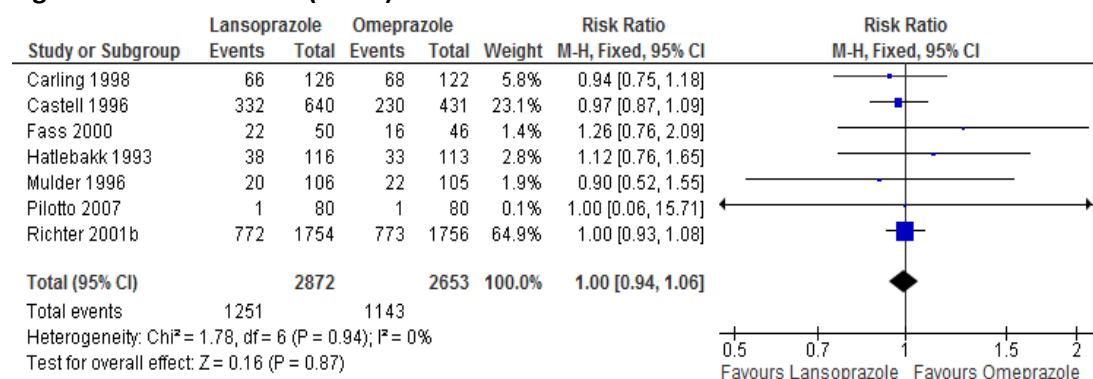 Lansoprazole Omeprazole Risk Ratio Risk Ratio
Study or Subgroup Events Total Events Total Weight M-H, Fixed, 95% CI M-H, Fixed, 95% CI
Carling 1998 66 126 68 122 5.8% 0.94 [0.75, 1.18]
Castell 1996 332 640 230 431 23.1% 0.97 [0.87, 1.09]
Fass 2000 22 50 16 46 1.4% 1.26 [0.76, 2.09]
Hatlebakk 1993 38 116 33 113 2.8% 1.12 [0.76, 1.65]
Mulder 1996 20 106 22 105 1.9% 0.90 [0.52, 1.55]
Pilotto 2007 1 80 1 80 0.1% 1.00 [0.06, 15.71]
Richter 2001b 772 1754 773 1756 64.9% 1.00 [0.93, 1.08]
Total (95% CI) 2872 2653 100.0% 1.00 [0.94, 1.06]
Total events 1251 1143
Heterogeneity: Chi² = 1.78, df = 6 (P = 0.94); I² = 0%
Test for overall effect: Z = 0.16 (P = 0.87)
0.5 0.7 1 1.5 2
Favours Lansoprazole Favours Omeprazole